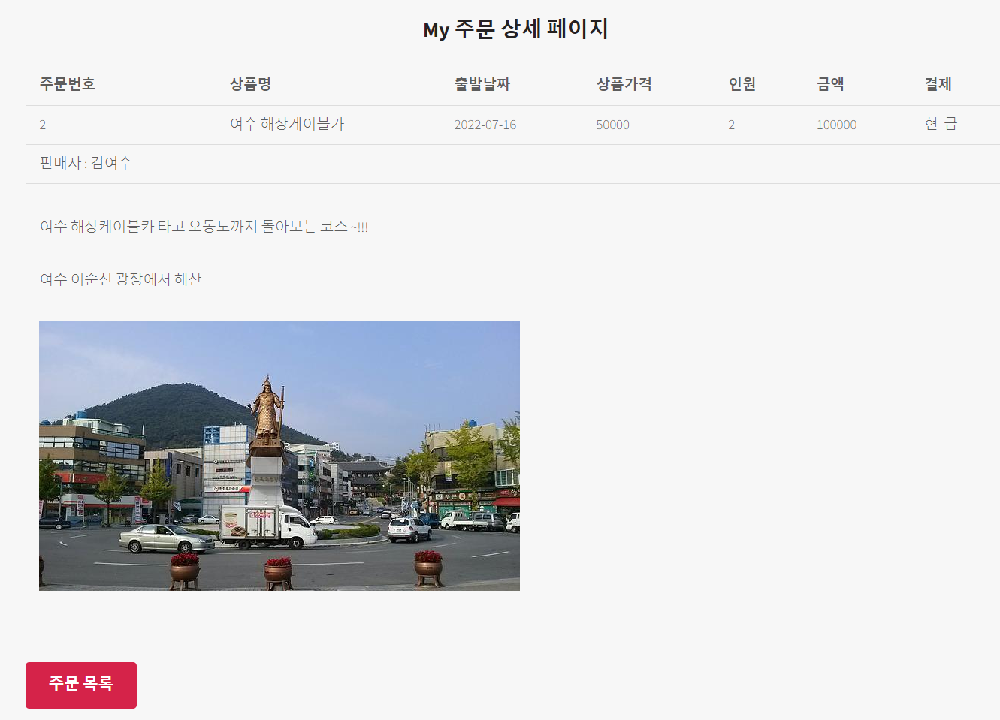 My 주문 상세 페이지
주문번호 상품명 출발날짜 상품가격 인원 금액 결제
2 여수 해상케이블카 2022-07-16 50000 2 100000 현 금
판매자 : 김여수
여수 해상케이블카 타고 오동도까지 돌아보는 코스 ~!!!
여수 이순신 광장에서 해산
주문 목록